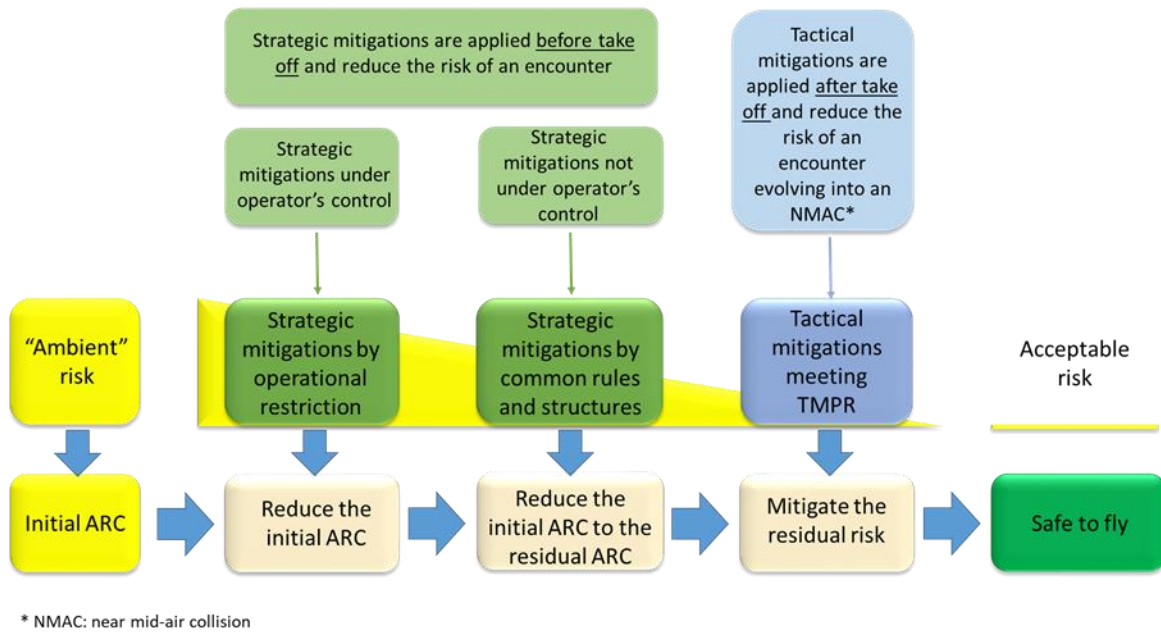 Strategic mitigations are applied before take
off and reduce the risk of an encounter
Tactical
mitigations are
applied after take
off and reduce the
risk of an
encounter
evolving into an
NMAC*
Strategic
mitigations under
operator's control
Strategic
mitigations not
under operator's
control
"Ambient"
risk
Strategic
mitigations by
operational
restriction
Strategic
mitigations by
common rules
and structures
Tactical
mitigations
meeting
TMPR
Acceptable
risk
Initial ARC
Reduce the
initial ARC
Reduce the
initial ARC to the
residual ARC
Mitigate the
residual risk
Safe to fly
* NMAC: near mid-air collision